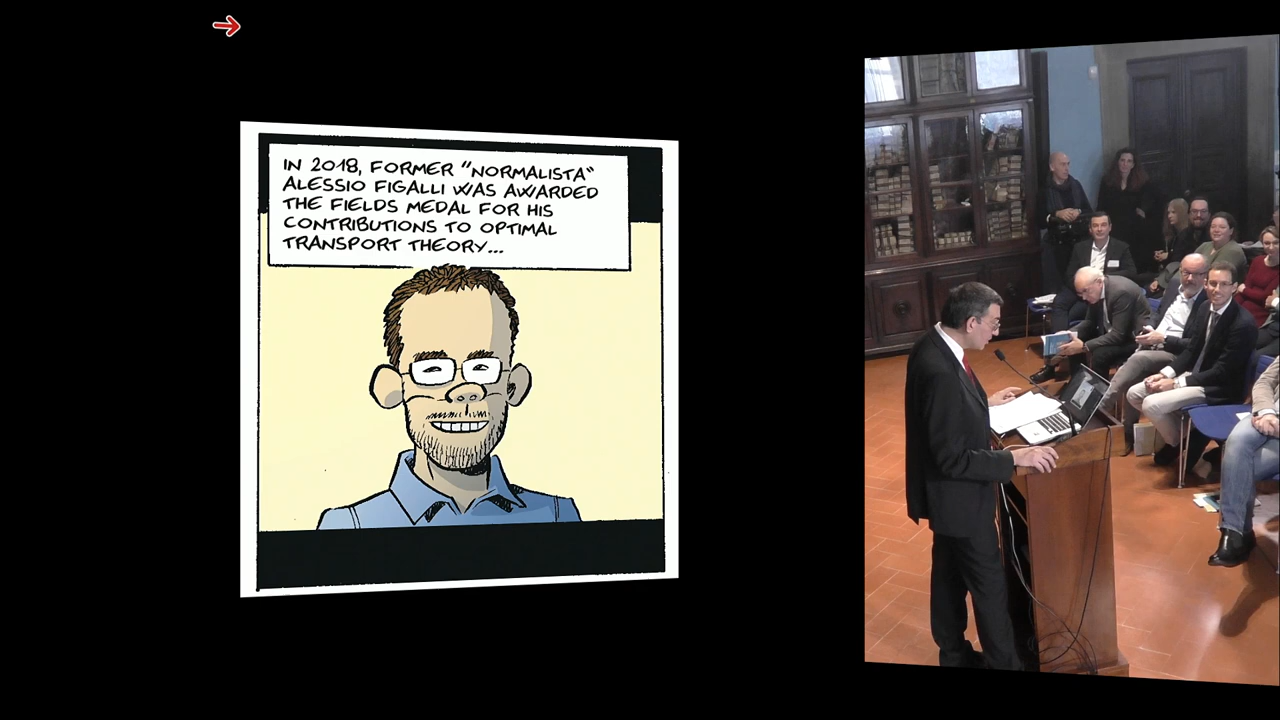 IN 2018, FORMER "NORMALISTA"
ALESSIO FIGALLI WAS AWARDED
THE FIELDS MEDAL FOR HIS
CONTRIBUTIONS TO OPTIMAL
TRANSPORT THEORY...